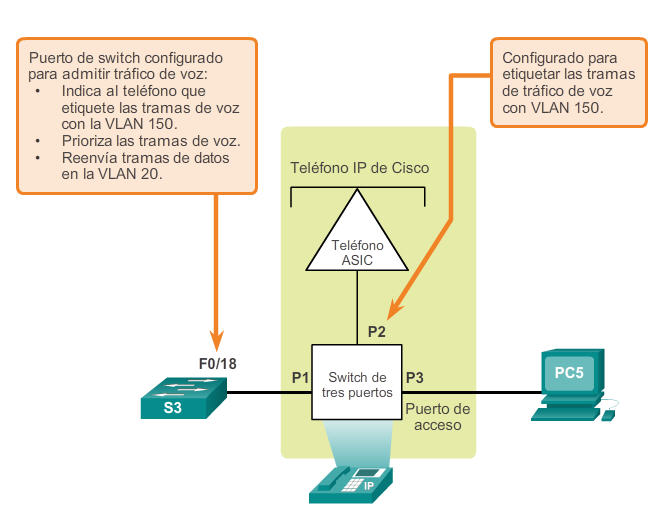 Puerto de switch configurado
para admitir tráfico de voz:
• Indica al teléfono que
etiquete las tramas de voz
con la VLAN 150.
• Prioriza las tramas de voz.
• Reenvía tramas de datos
en la VLAN 20.
Configurado para
etiquetar las tramas
de tráfico de voz
con VLAN 150.
Teléfono IP de Cisco
Teléfono
ASIC
P2
F0/18
P1
Switch de
tres puertos
P3
PC5
S3
Puerto de
acceso
IP